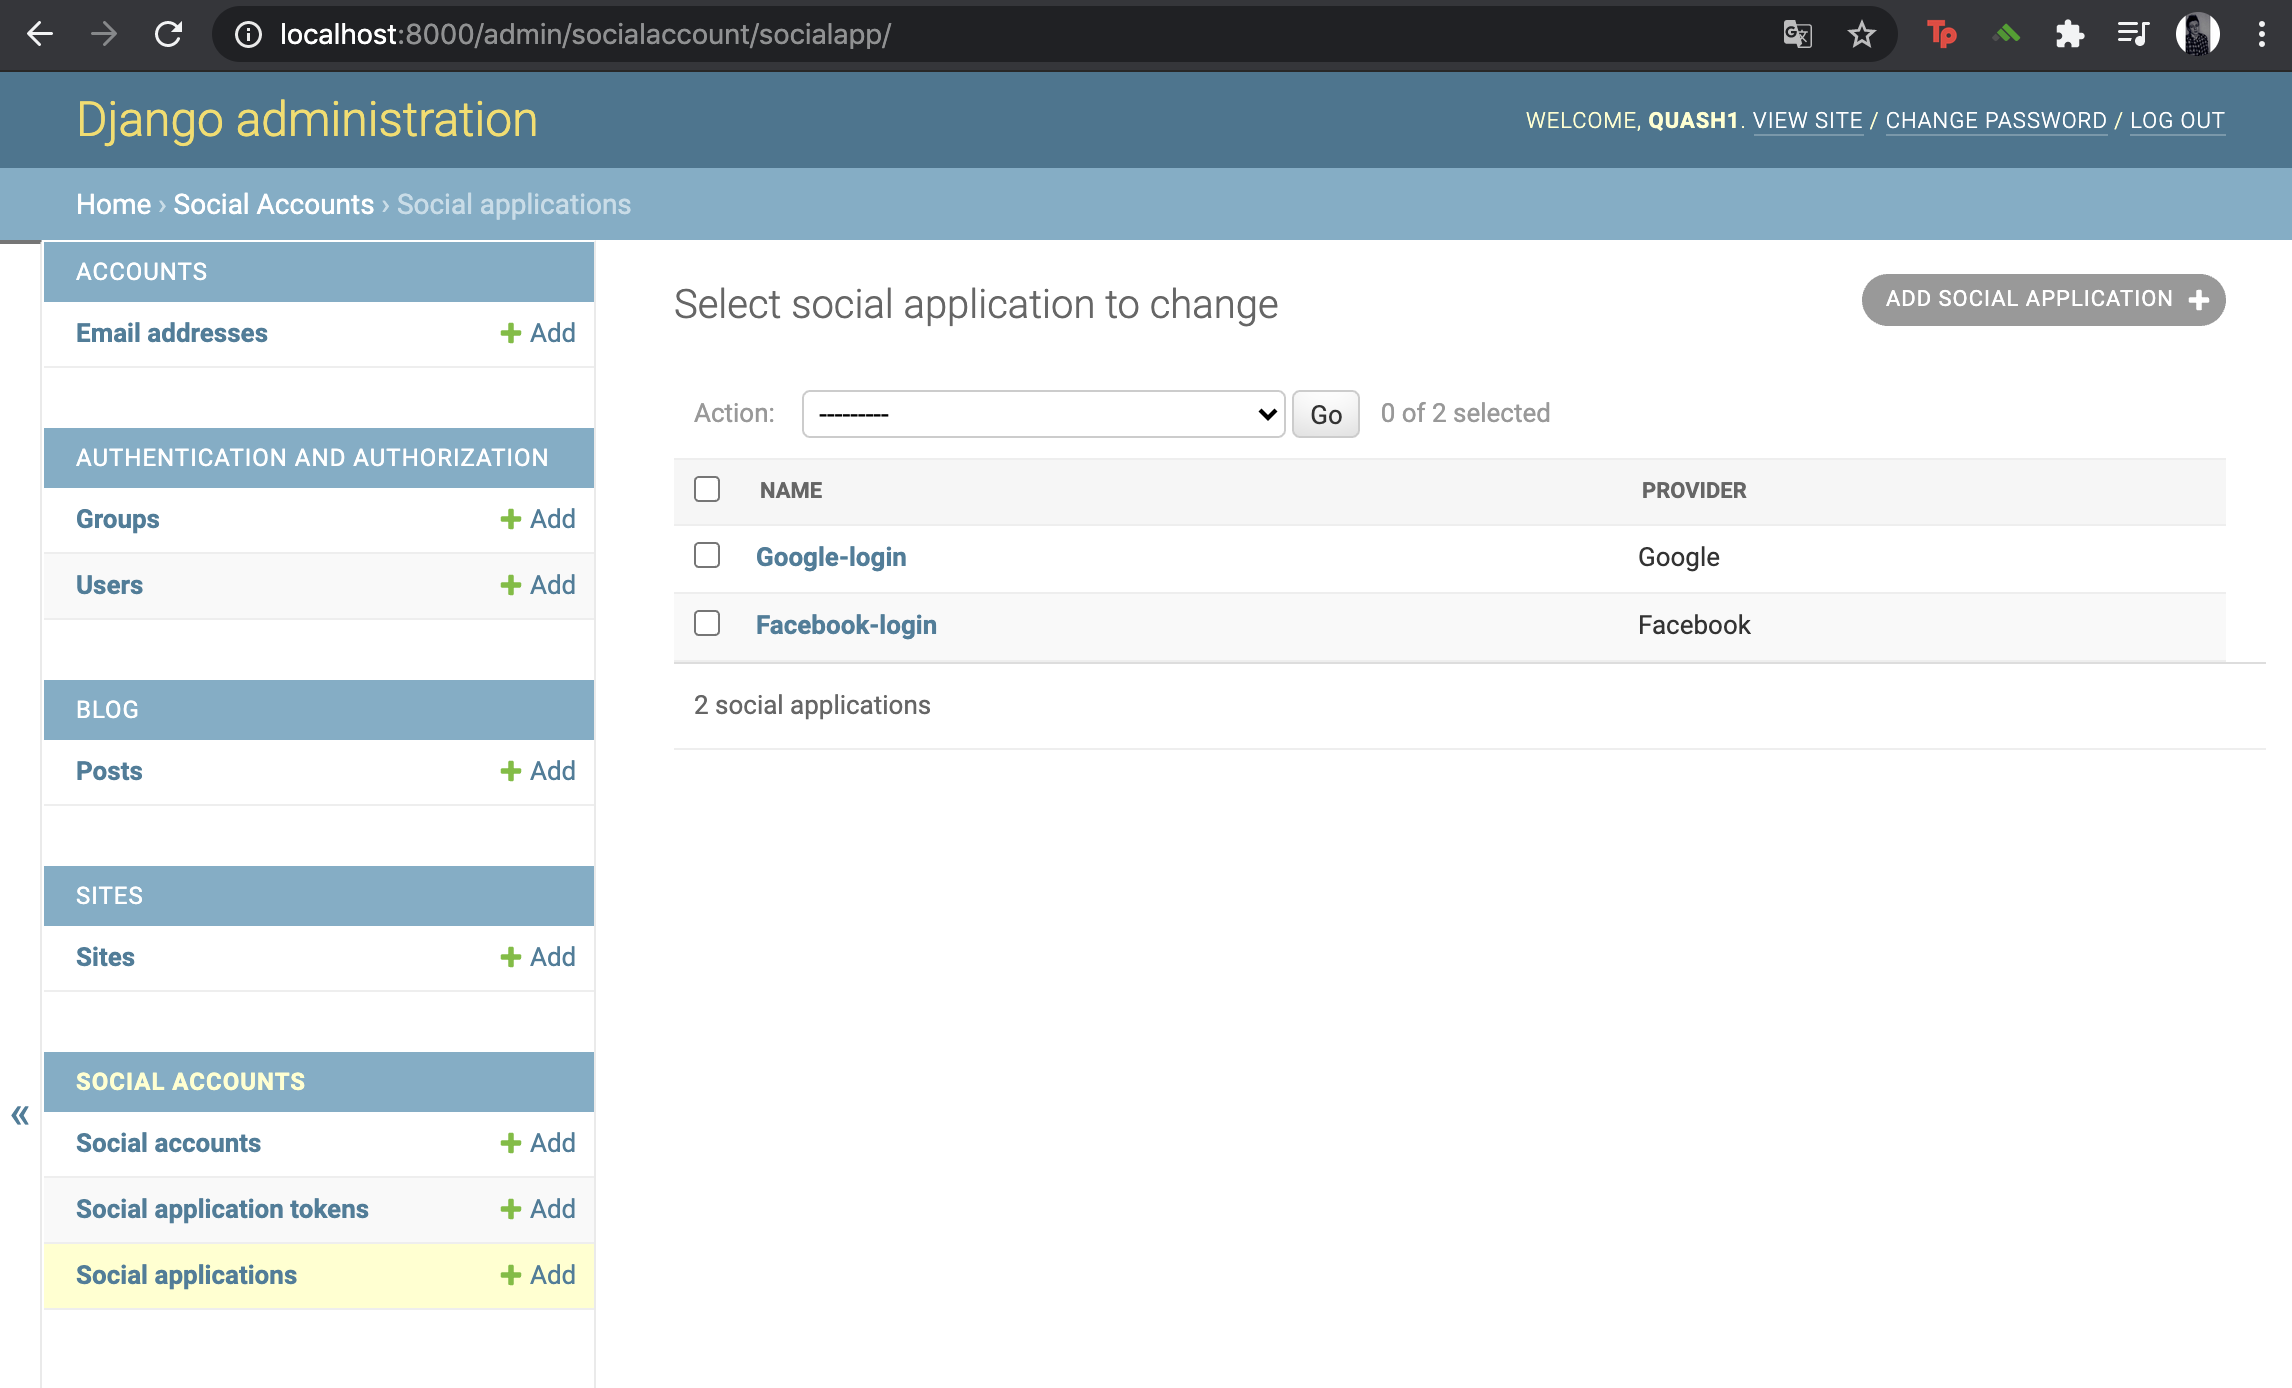 localhost:8000/admin/socialaccount/socialapp/
Django administration
WELCOME, QUASH1. VIEW SITE / CHANGE PASSWORD / LOG OUT
Home › Social Accounts › Social applications
ACCOUNTS
Email addresses + Add
AUTHENTICATION AND AUTHORIZATION
Groups + Add
Users + Add
BLOG
Posts + Add
SITES
Sites + Add
SOCIAL ACCOUNTS
Social accounts + Add
Social application tokens + Add
Social applications + Add
«
Select social application to change
ADD SOCIAL APPLICATION +
Action: --------- Go 0 of 2 selected
NAME PROVIDER
Google-login Google
Facebook-login Facebook
2 social applications